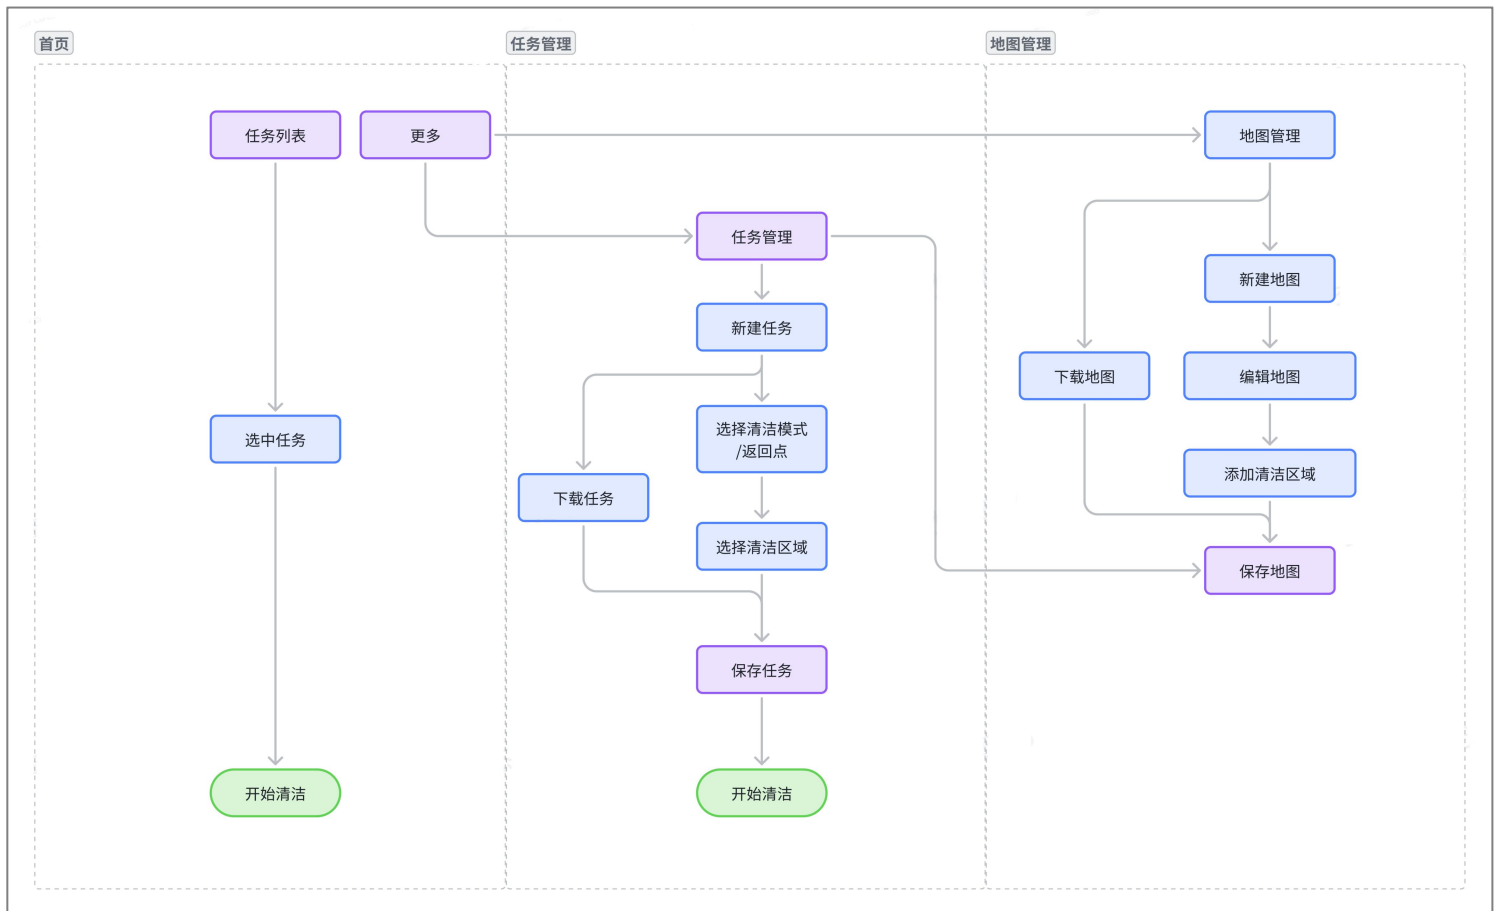 首页
任务管理
地图管理
任务列表
更多
地图管理
任务管理
新建地图
新建任务
下载地图
编辑地图
选择清洁模式
/返回点
选中任务
添加清洁区域
下载任务
选择清洁区域
保存地图
保存任务
开始清洁
开始清洁